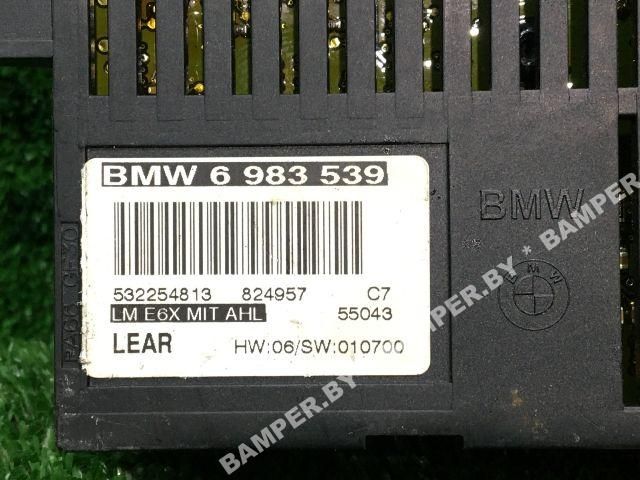 BMW 6 983 539
532254813 824957 C7
LM E6X MIT AHL 55043
LEAR HW:06/SW:010700
BMW
BMW
BAMPER.BY * BAMPER.BY * BAMPER.BY